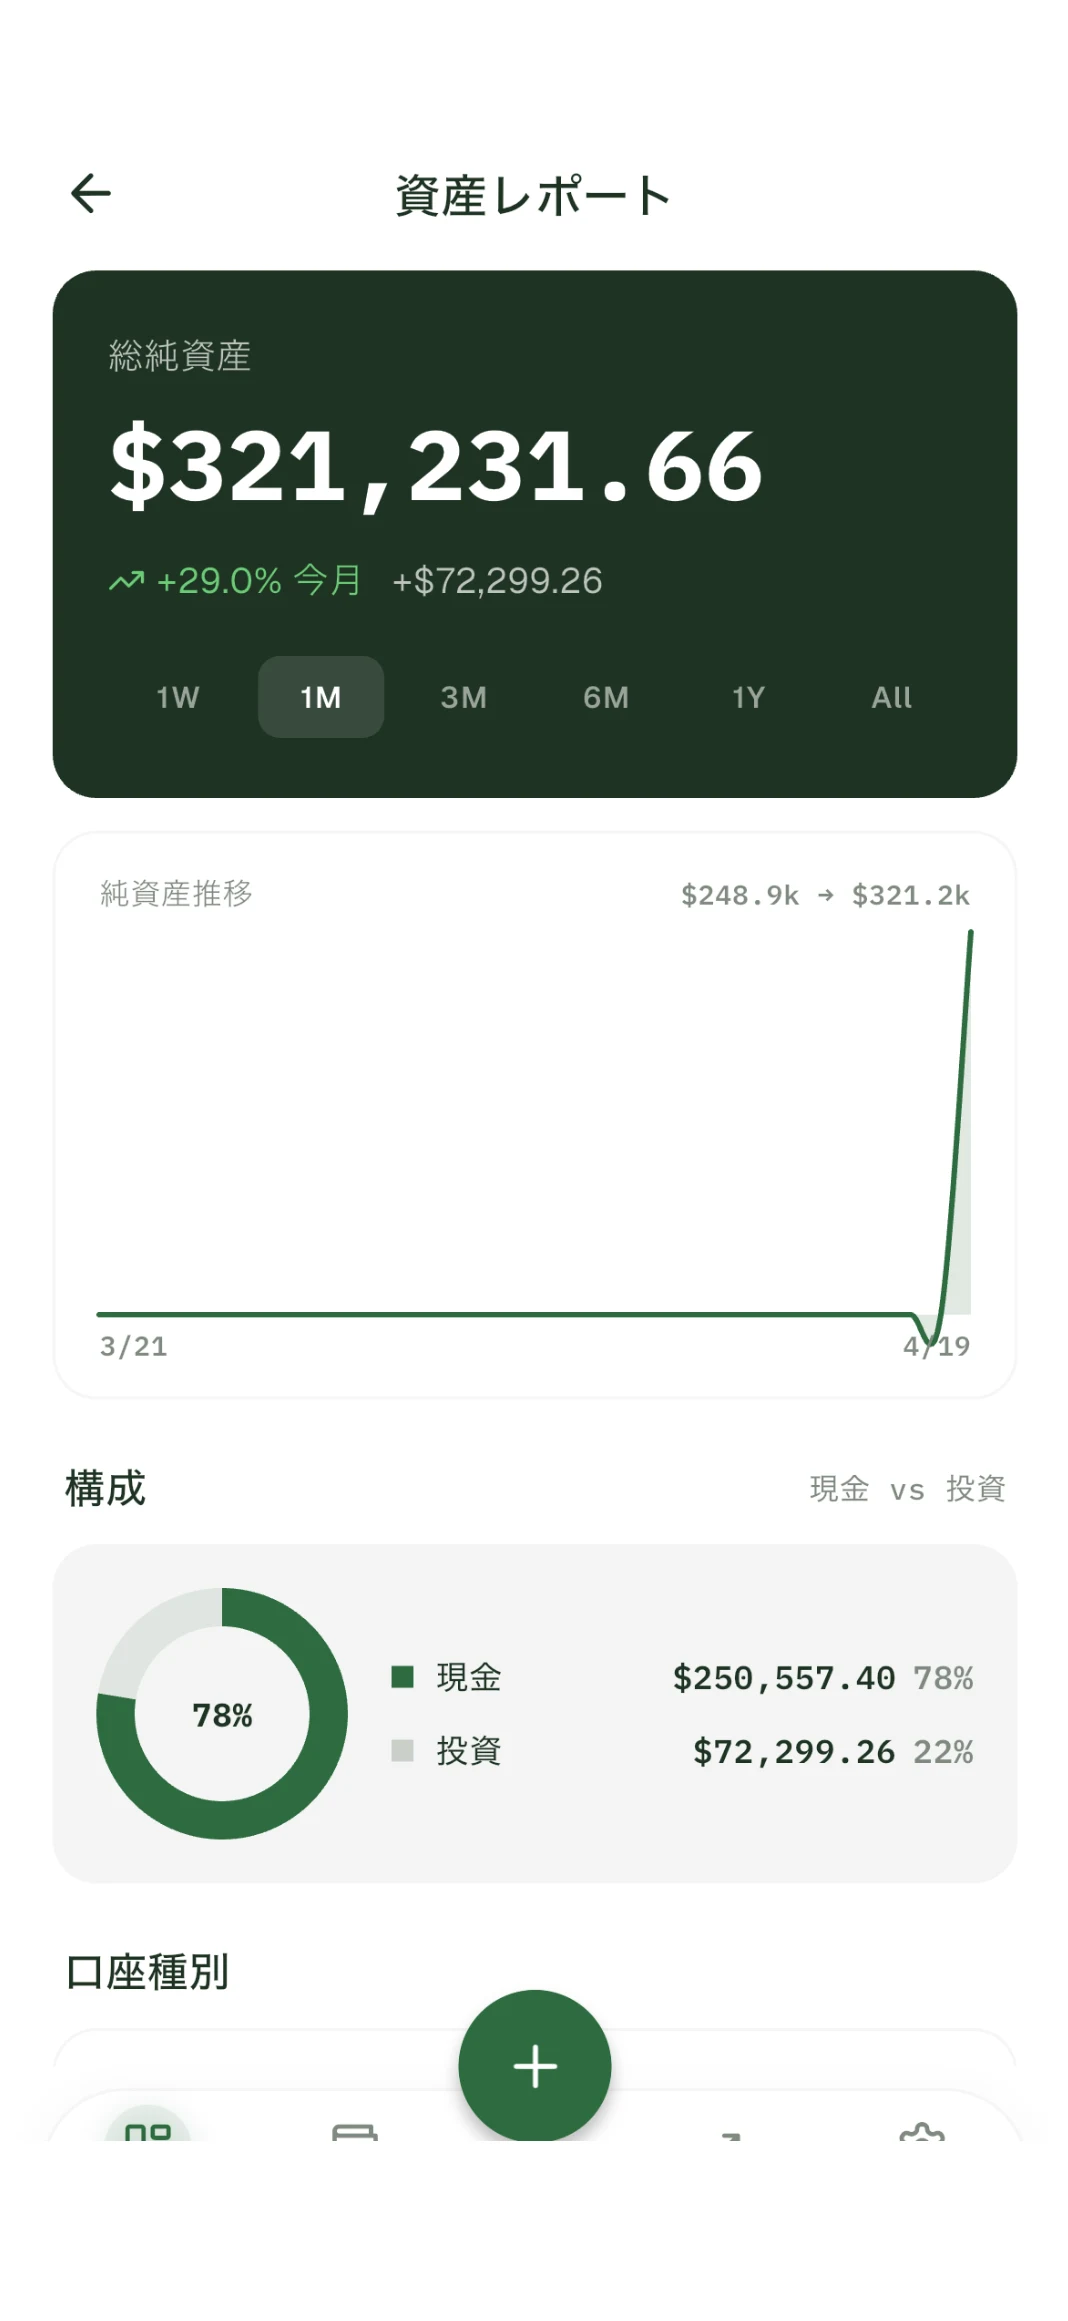 資産レポート
総純資産
$321,231.66
+29.0% 今月 +$72,299.26
1W 1M 3M 6M 1Y All
純資産推移 $248.9k → $321.2k
3/21 4/19
構成 現金 vs 投資
78%
現金 $250,557.40 78%
投資 $72,299.26 22%
口座種別